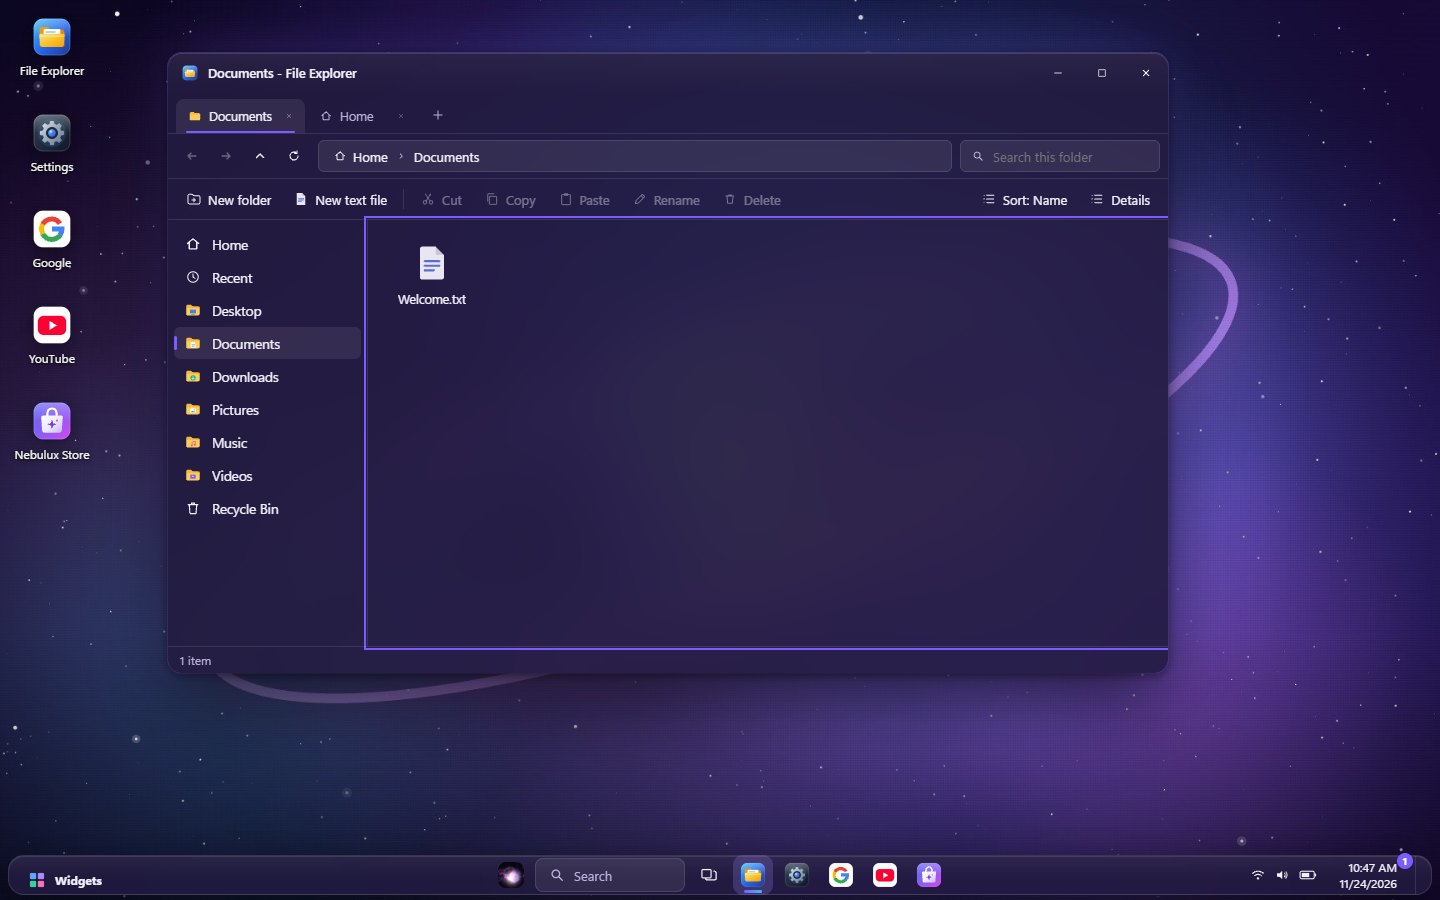 File Explorer
Settings
Google
YouTube
Nebulux Store
Documents - File Explorer
Documents
Home
Home
Documents
Search this folder
New folder
New text file
Cut
Copy
Paste
Rename
Delete
Sort: Name
Details
Home
Recent
Desktop
Documents
Downloads
Pictures
Music
Videos
Recycle Bin
Welcome.txt
1 item
Widgets
Search
10:47 AM
11/24/2026
1